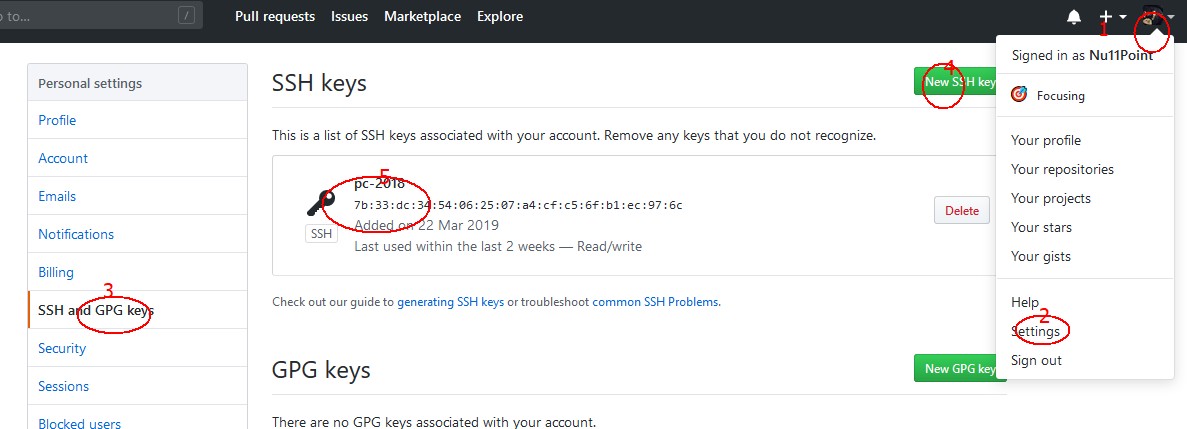 o to... /
Pull requests Issues Marketplace Explore
1
Signed in as Nu11Point
Focusing
Your profile
Your repositories
Your projects
Your stars
Your gists
Help
2
Settings
Sign out
Personal settings
Profile
Account
Emails
Notifications
Billing
3
SSH and GPG keys
Security
Sessions
Blocked users
SSH keys
4
New SSH key
This is a list of SSH keys associated with your account. Remove any keys that you do not recognize.
5
pc-2018
7b:33:dc:34:54:06:25:07:a4:cf:c5:6f:b1:ec:97:6c
SSH
Added on 22 Mar 2019
Last used within the last 2 weeks — Read/write
Delete
Check out our guide to generating SSH keys or troubleshoot common SSH Problems.
GPG keys
New GPG key
There are no GPG keys associated with your account.